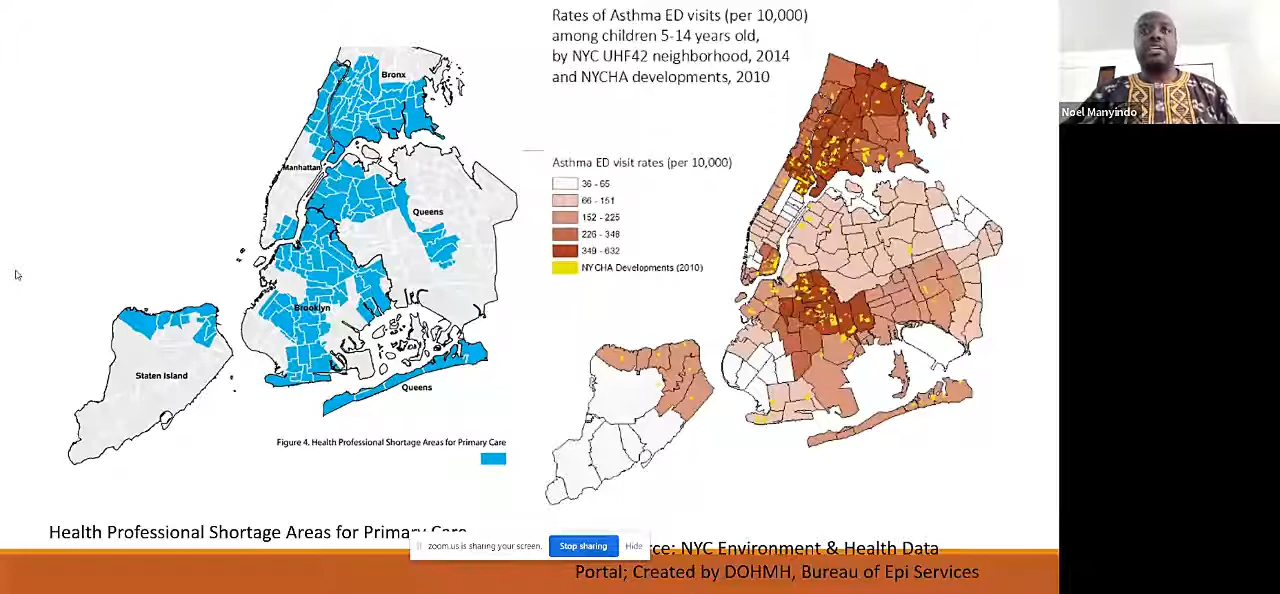 Rates of Asthma ED visits (per 10,000)
among children 5-14 years old,
by NYC UHF42 neighborhood, 2014
and NYCHA developments, 2010
Noel Manyindo
Bronx
Manhattan
Queens
Brooklyn
Staten Island
Queens
Figure 4. Health Professional Shortage Areas for Primary Care
Asthma ED visit rates (per 10,000)
36 - 65
66 - 151
152 - 225
226 - 348
349 - 632
NYCHA Developments (2010)
Health Professional Shortage Areas for Primary Care
zoom.us is sharing your screen.
Stop sharing
Hide
rce: NYC Environment & Health Data
Portal; Created by DOHMH, Bureau of Epi Services